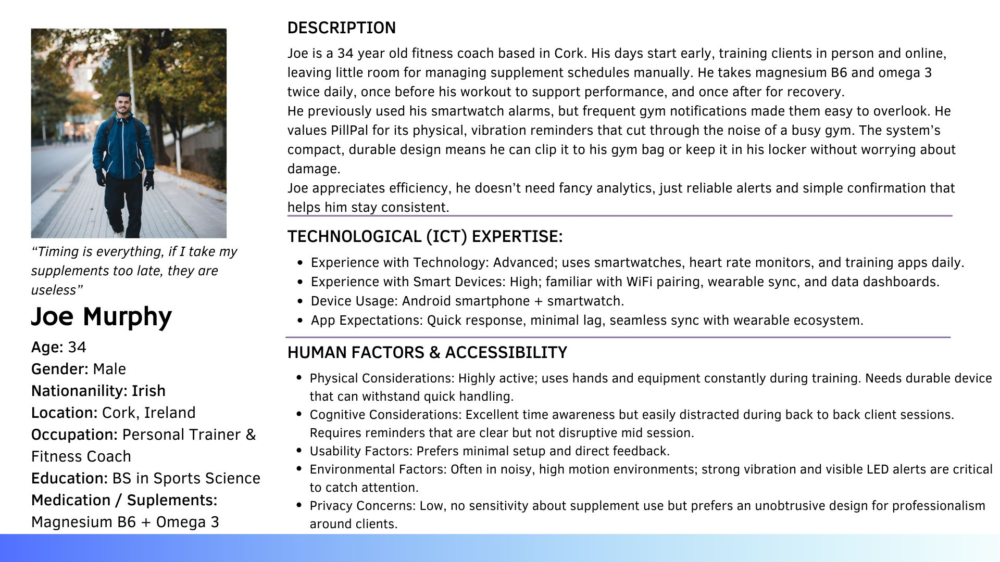 “Timing is everything, if I take my
supplements too late, they are
useless”
Joe Murphy
Age: 34
Gender: Male
Nationanility: Irish
Location: Cork, Ireland
Occupation: Personal Trainer &
Fitness Coach
Education: BS in Sports Science
Medication / Suplements:
Magnesium B6 + Omega 3
DESCRIPTION
Joe is a 34 year old fitness coach based in Cork. His days start early, training clients in person and online,
leaving little room for managing supplement schedules manually. He takes magnesium B6 and omega 3
twice daily, once before his workout to support performance, and once after for recovery.
He previously used his smartwatch alarms, but frequent gym notifications made them easy to overlook. He
values PillPal for its physical, vibration reminders that cut through the noise of a busy gym. The system’s
compact, durable design means he can clip it to his gym bag or keep it in his locker without worrying about
damage.
Joe appreciates efficiency, he doesn’t need fancy analytics, just reliable alerts and simple confirmation that
helps him stay consistent.
TECHNOLOGICAL (ICT) EXPERTISE:
• Experience with Technology: Advanced; uses smartwatches, heart rate monitors, and training apps daily.
• Experience with Smart Devices: High; familiar with WiFi pairing, wearable sync, and data dashboards.
• Device Usage: Android smartphone + smartwatch.
• App Expectations: Quick response, minimal lag, seamless sync with wearable ecosystem.
HUMAN FACTORS & ACCESSIBILITY
• Physical Considerations: Highly active; uses hands and equipment constantly during training. Needs durable device
that can withstand quick handling.
• Cognitive Considerations: Excellent time awareness but easily distracted during back to back client sessions.
Requires reminders that are clear but not disruptive mid session.
• Usability Factors: Prefers minimal setup and direct feedback.
• Environmental Factors: Often in noisy, high motion environments; strong vibration and visible LED alerts are critical
to catch attention.
• Privacy Concerns: Low, no sensitivity about supplement use but prefers an unobtrusive design for professionalism
around clients.